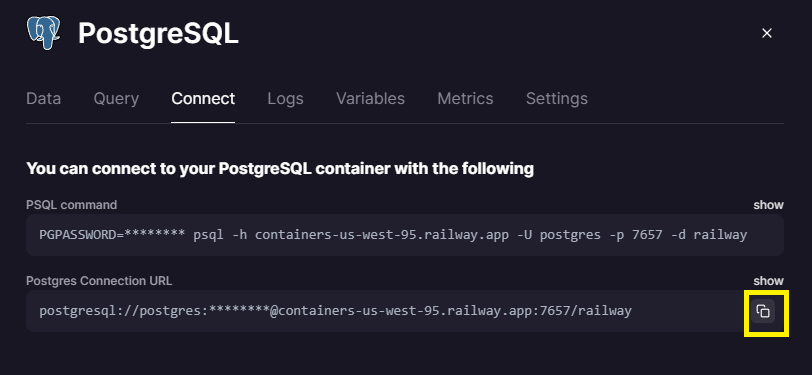 PostgreSQL
Data Query Connect Logs Variables Metrics Settings
You can connect to your PostgreSQL container with the following
PSQL command show
PGPASSWORD=******** psql -h containers-us-west-95.railway.app -U postgres -p 7657 -d railway
Postgres Connection URL show
postgresql://postgres:********@containers-us-west-95.railway.app:7657/railway